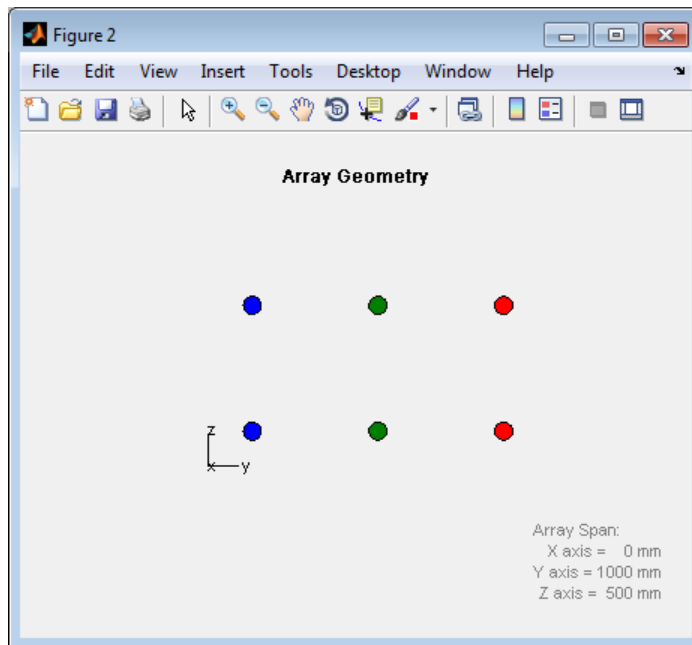 Figure 2
File Edit View Insert Tools Desktop Window Help
Array Geometry
z
x y
Array Span:
X axis = 0 mm
Y axis = 1000 mm
Z axis = 500 mm